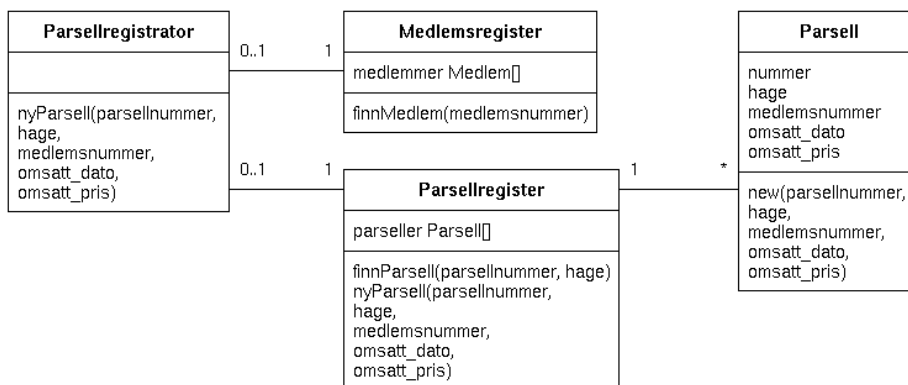 Parsellregistrator
nyParsell(parsellnummer,
hage,
medlemsnummer,
omsatt_dato,
omsatt_pris)
0..1
1
Medlemsregister
medlemmer Medlem[]
finnMedlem(medlemsnummer)
0..1
1
Parsellregister
parseller Parsell[]
finnParsell(parsellnummer, hage)
nyParsell(parsellnummer,
hage,
medlemsnummer,
omsatt_dato,
omsatt_pris)
1
*
Parsell
nummer
hage
medlemsnummer
omsatt_dato
omsatt_pris
new(parsellnummer,
hage,
medlemsnummer,
omsatt_dato,
omsatt_pris)